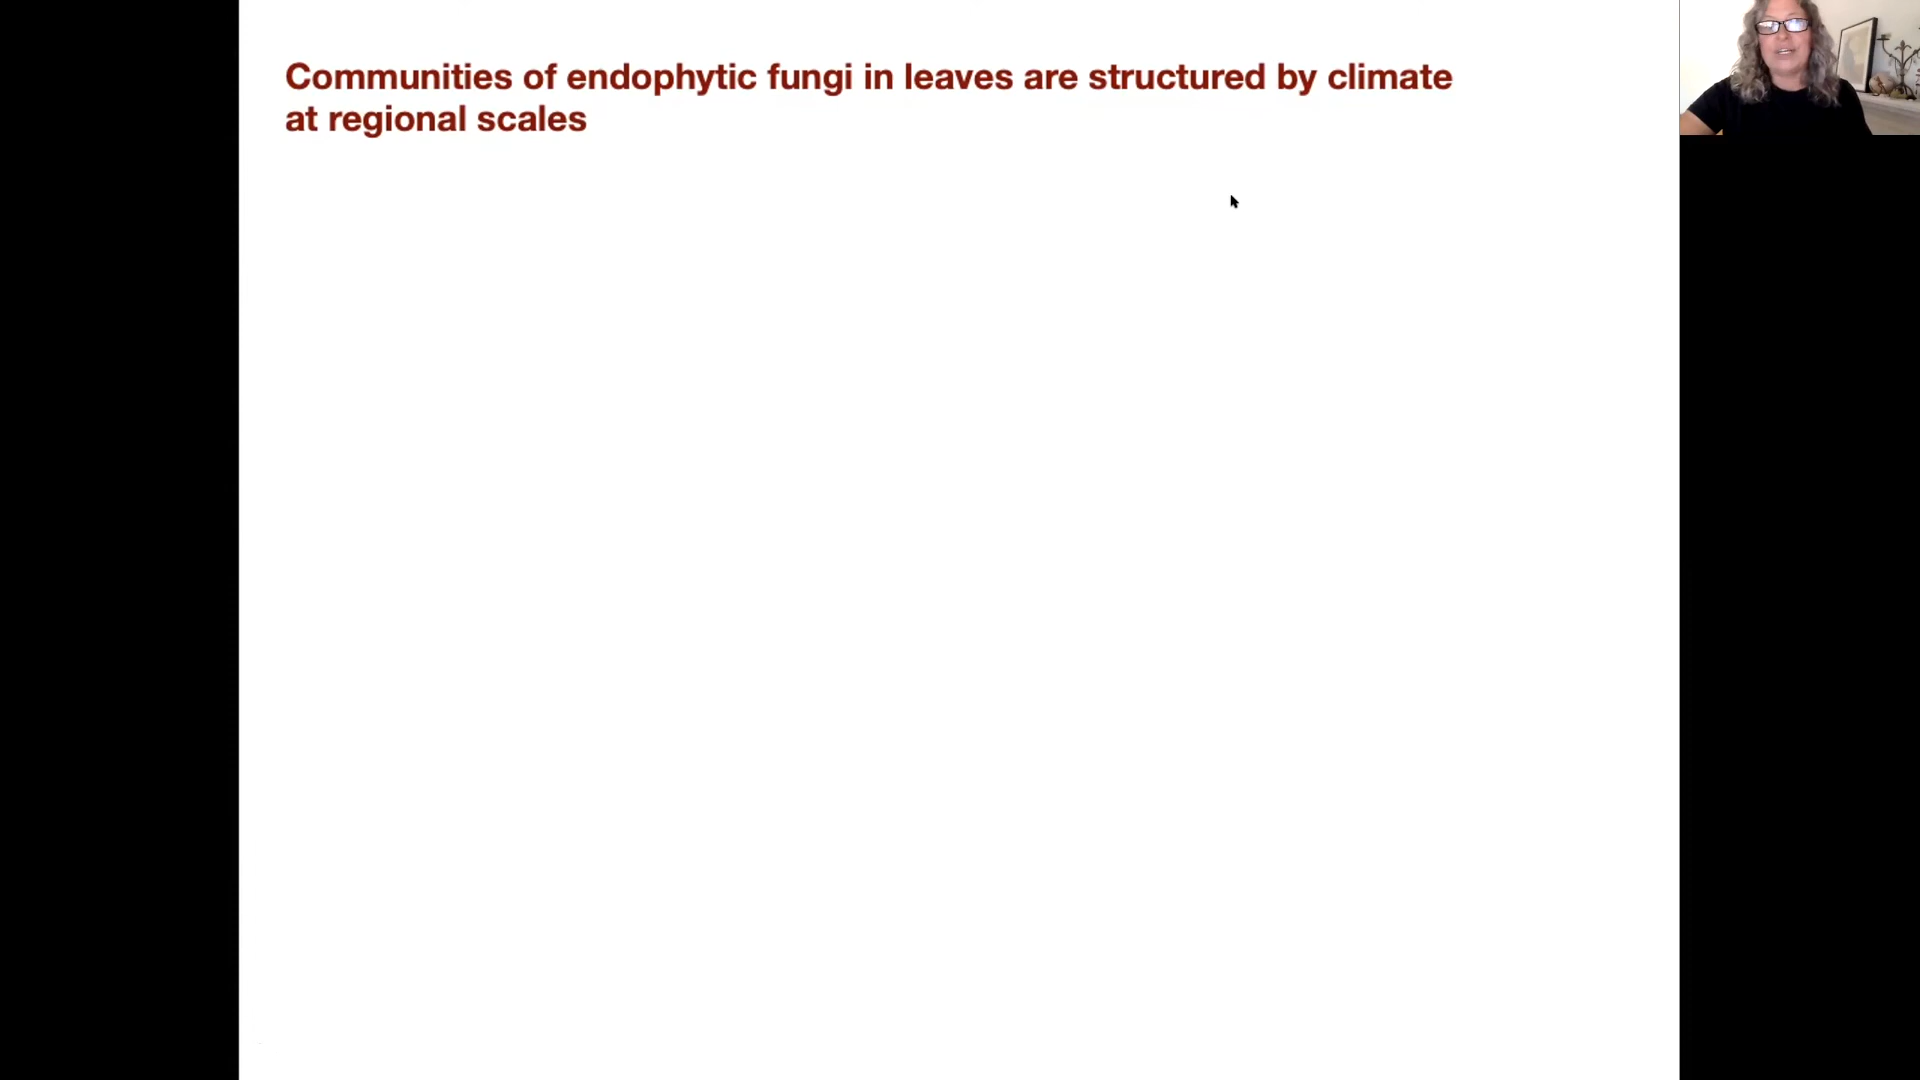 Communities of endophytic fungi in leaves are structured by climate
at regional scales